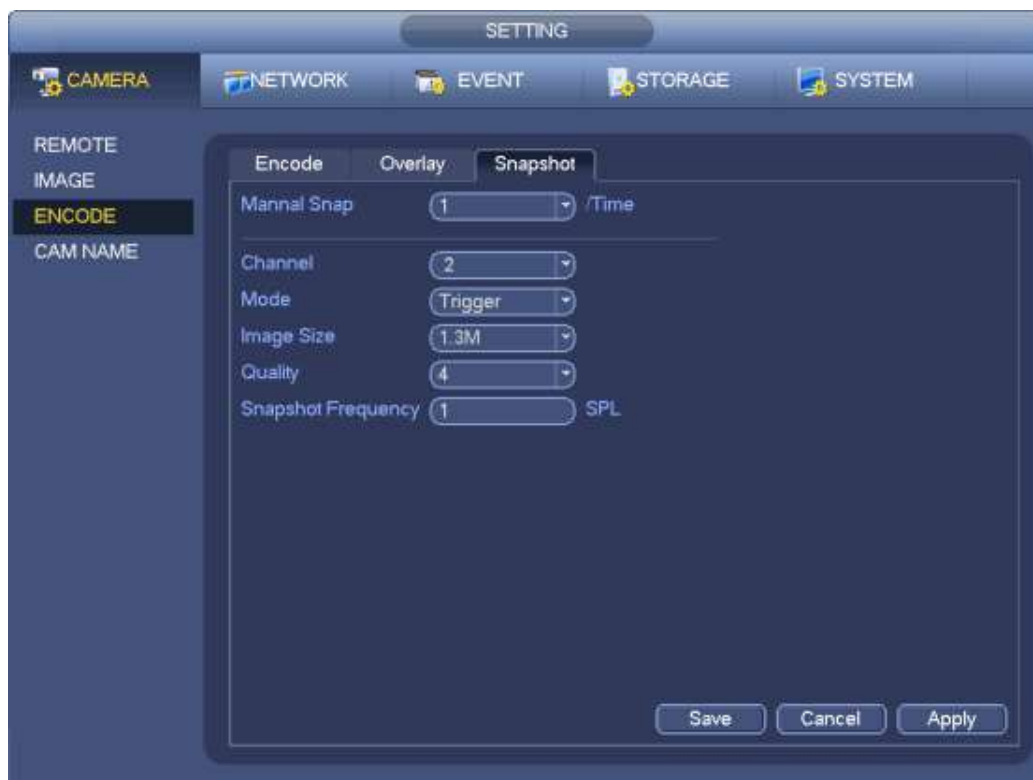 SETTING
CAMERA NETWORK EVENT STORAGE SYSTEM
REMOTE
IMAGE
ENCODE
CAM NAME
Encode Overlay Snapshot
Mannal Snap 1 /Time
Channel 2
Mode Trigger
Image Size 1.3M
Quality 4
Snapshot Frequency 1 SPL
Save Cancel Apply